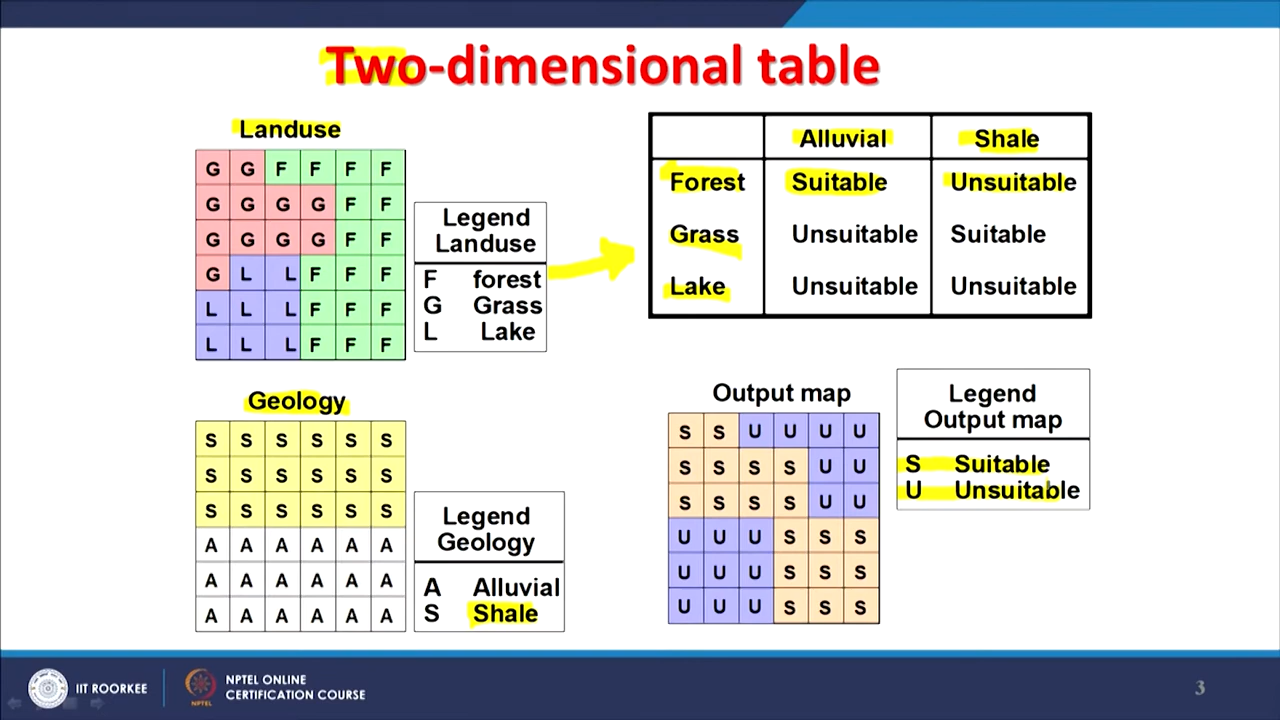 Two-dimensional table
Landuse
G G F F F F
G G G G F F
G G G G F F
G L L F F F
L L L F F F
L L L F F F
Legend
Landuse
F forest
G Grass
L Lake
Alluvial Shale
Forest Suitable Unsuitable
Grass Unsuitable Suitable
Lake Unsuitable Unsuitable
Geology
S S S S S S
S S S S S S
S S S S S S
A A A A A A
A A A A A A
A A A A A A
Legend
Geology
A Alluvial
S Shale
Output map
S S U U U U
S S S S U U
S S S S U U
U U U S S S
U U U S S S
U U U S S S
Legend
Output map
S Suitable
U Unsuitable
IIT ROORKEE
NPTEL
NPTEL ONLINE
CERTIFICATION COURSE
3